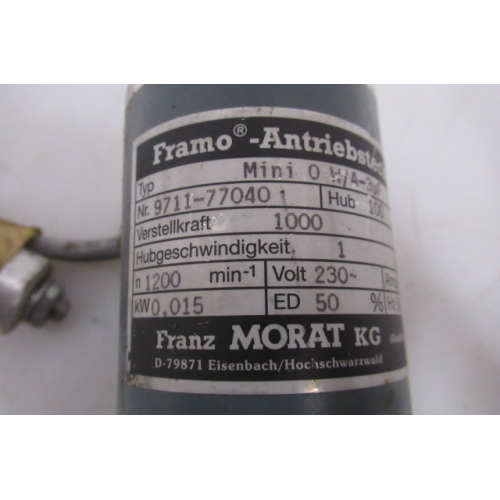 Framo®-Antriebste
Typ Mini 0 W/A-
Nr. 9711-77040 Hub 100
Verstellkraft 1000
Hubgeschwindigkeit 1
n 1200 min-1 Volt 230~
kW 0,015 ED 50 %
Franz MORAT KG
D-79871 Eisenbach/Hochschwarzwald